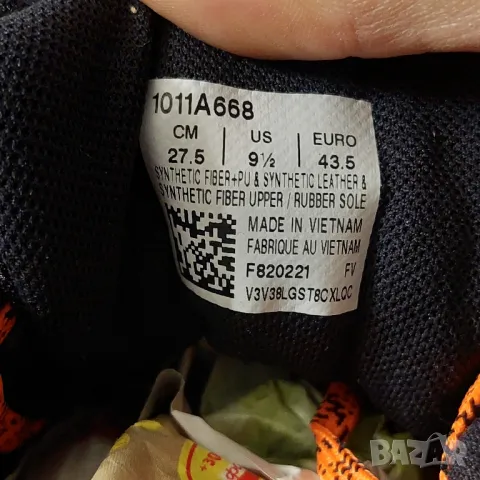 1011A668
CM | US | EURO
27.5 | 9½ | 43.5
SYNTHETIC FIBER+PU & SYNTHETIC LEATHER &
SYNTHETIC FIBER UPPER / RUBBER SOLE
MADE IN VIETNAM
FABRIQUE AU VIETNAM
F820221 FV
V3V38LGST8CXLQC
BAZAR